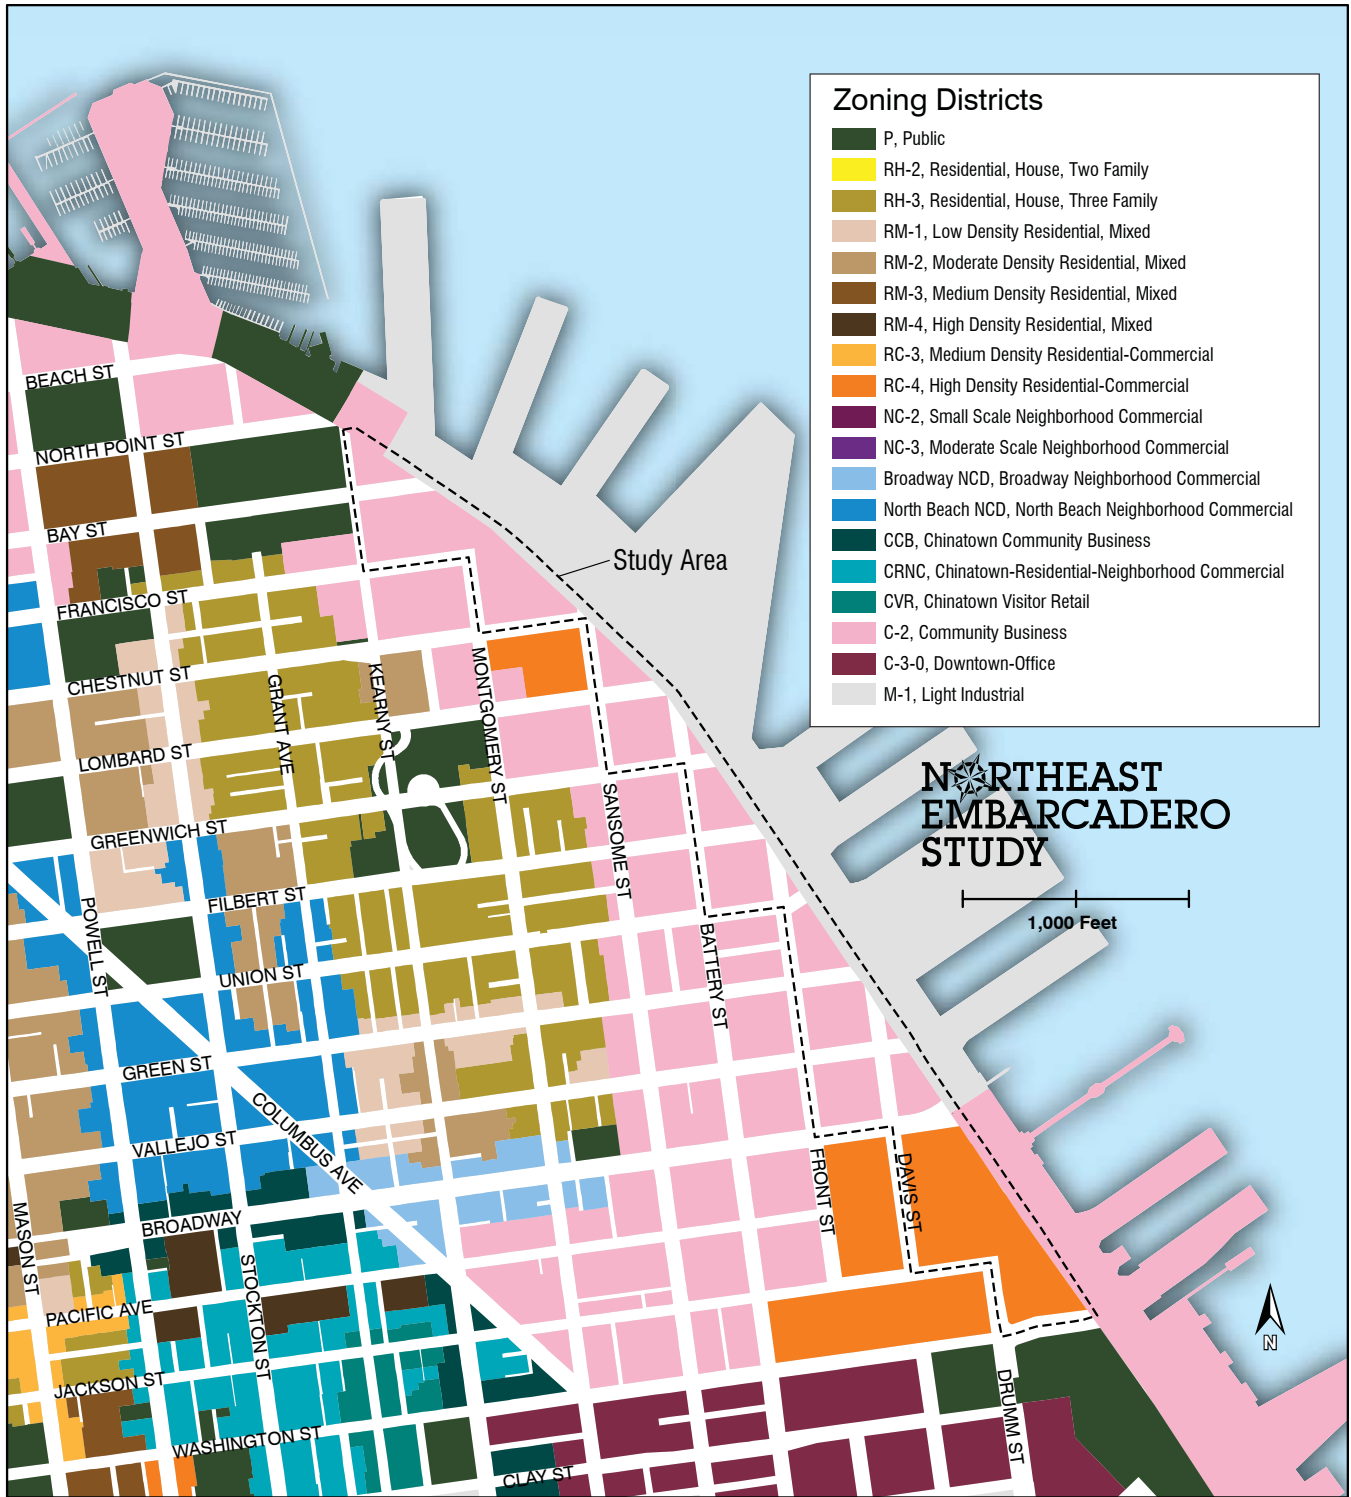 Zoning Districts
P, Public
RH-2, Residential, House, Two Family
RH-3, Residential, House, Three Family
RM-1, Low Density Residential, Mixed
RM-2, Moderate Density Residential, Mixed
RM-3, Medium Density Residential, Mixed
RM-4, High Density Residential, Mixed
RC-3, Medium Density Residential-Commercial
RC-4, High Density Residential-Commercial
NC-2, Small Scale Neighborhood Commercial
NC-3, Moderate Scale Neighborhood Commercial
Broadway NCD, Broadway Neighborhood Commercial
North Beach NCD, North Beach Neighborhood Commercial
CCB, Chinatown Community Business
CRNC, Chinatown-Residential-Neighborhood Commercial
CVR, Chinatown Visitor Retail
C-2, Community Business
C-3-0, Downtown-Office
M-1, Light Industrial
NORTHEAST
EMBARCADERO
STUDY
1,000 Feet
Study Area
BEACH ST
NORTH POINT ST
BAY ST
FRANCISCO ST
CHESTNUT ST
LOMBARD ST
GREENWICH ST
FILBERT ST
UNION ST
GREEN ST
VALLEJO ST
BROADWAY
PACIFIC AVE
JACKSON ST
WASHINGTON ST
CLAY ST
COLUMBUS AVE
MASON ST
POWELL ST
STOCKTON ST
GRANT AVE
KEARNY ST
MONTGOMERY ST
SANSOME ST
BATTERY ST
FRONT ST
DAVIS ST
DRUMM ST
N